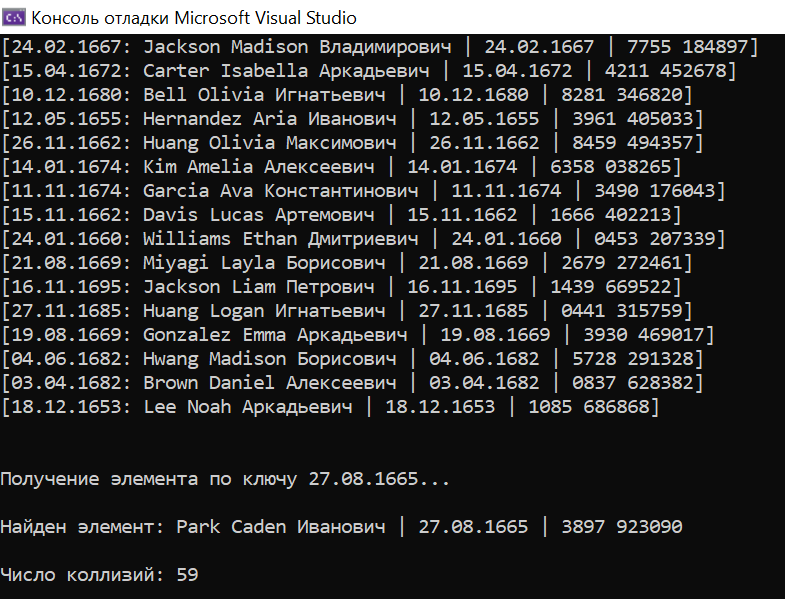 Консоль отладки Microsoft Visual Studio
[24.02.1667: Jackson Madison Владимирович | 24.02.1667 | 7755 184897]
[15.04.1672: Carter Isabella Аркадьевич | 15.04.1672 | 4211 452678]
[10.12.1680: Bell Olivia Игнатьевич | 10.12.1680 | 8281 346820]
[12.05.1655: Hernandez Aria Иванович | 12.05.1655 | 3961 405033]
[26.11.1662: Huang Olivia Максимович | 26.11.1662 | 8459 494357]
[14.01.1674: Kim Amelia Алексеевич | 14.01.1674 | 6358 038265]
[11.11.1674: Garcia Ava Константинович | 11.11.1674 | 3490 176043]
[15.11.1662: Davis Lucas Артемович | 15.11.1662 | 1666 402213]
[24.01.1660: Williams Ethan Дмитриевич | 24.01.1660 | 0453 207339]
[21.08.1669: Miyagi Layla Борисович | 21.08.1669 | 2679 272461]
[16.11.1695: Jackson Liam Петрович | 16.11.1695 | 1439 669522]
[27.11.1685: Huang Logan Игнатьевич | 27.11.1685 | 0441 315759]
[19.08.1669: Gonzalez Emma Аркадьевич | 19.08.1669 | 3930 469017]
[04.06.1682: Hwang Madison Борисович | 04.06.1682 | 5728 291328]
[03.04.1682: Brown Daniel Алексеевич | 03.04.1682 | 0837 628382]
[18.12.1653: Lee Noah Аркадьевич | 18.12.1653 | 1085 686868]
Получение элемента по ключу 27.08.1665...
Найден элемент: Park Caden Иванович | 27.08.1665 | 3897 923090
Число коллизий: 59